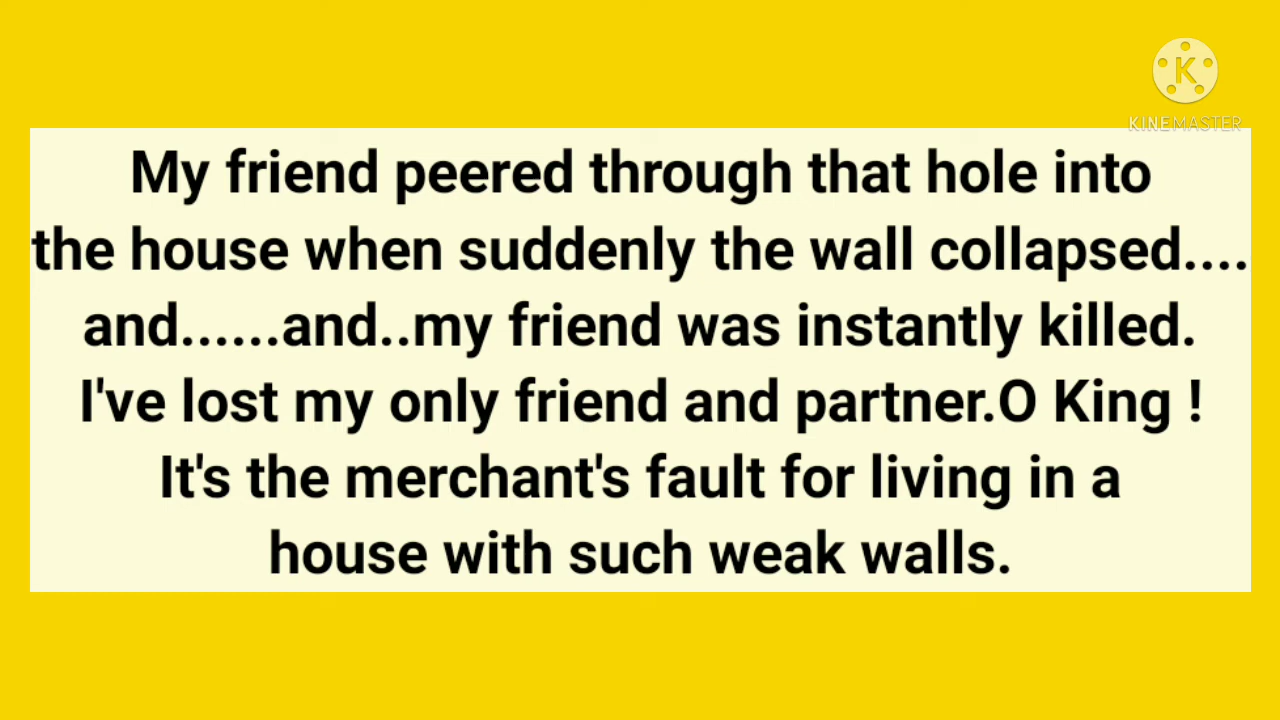 K
KINEMASTER
My friend peered through that hole into
the house when suddenly the wall collapsed....
and......and..my friend was instantly killed.
I've lost my only friend and partner.O King !
It's the merchant's fault for living in a
house with such weak walls.